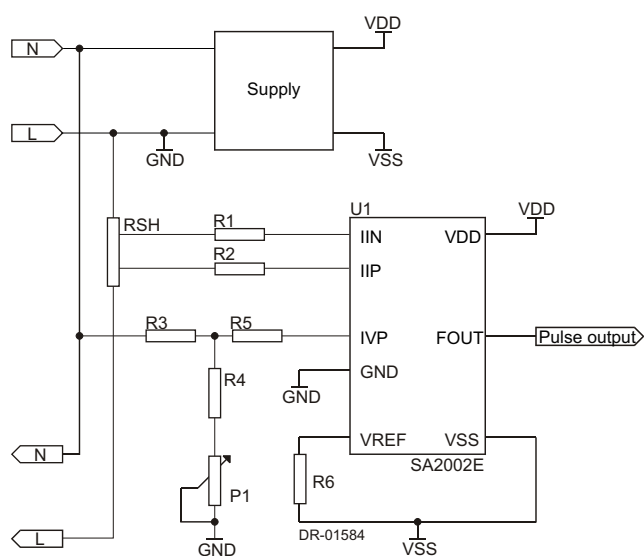 VDD
N
Supply
L
GND
VSS
U1
VDD
RSH
R1
IIN
VDD
R2
IIP
R3
R5
IVP
FOUT
Pulse output
R4
GND
GND
VREF
VSS
N
SA2002E
R6
P1
DR-01584
L
GND
VSS